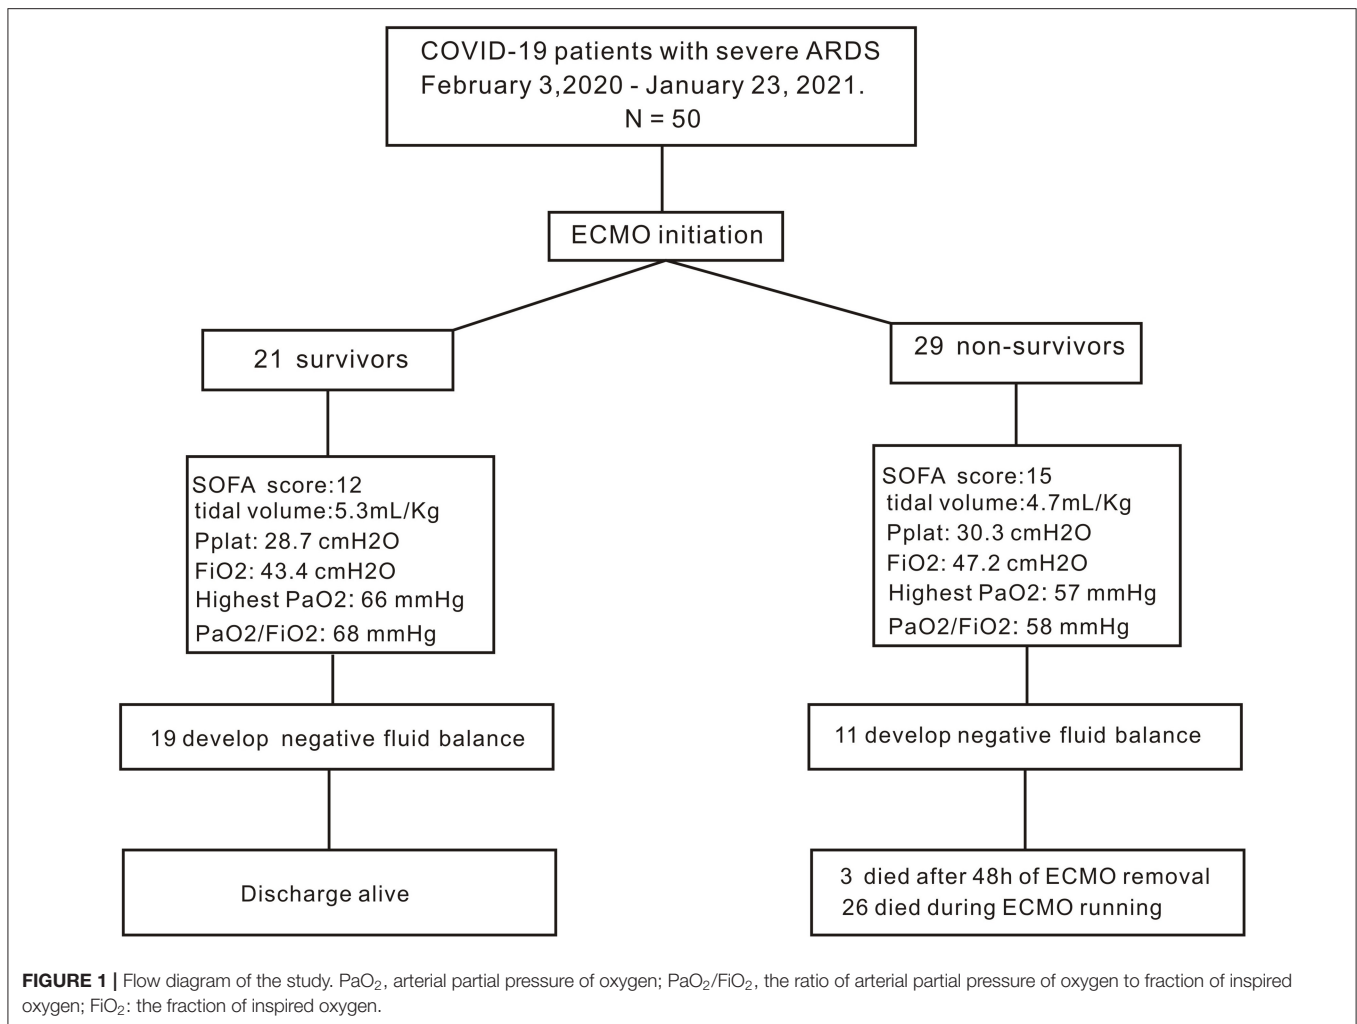 COVID-19 patients with severe ARDS
February 3,2020 - January 23, 2021.
N = 50
ECMO initiation
21 survivors
29 non-survivors
SOFA score:12
tidal volume:5.3mL/Kg
Pplat: 28.7 cmH2O
FiO2: 43.4 cmH2O
Highest PaO2: 66 mmHg
PaO2/FiO2: 68 mmHg
SOFA score:15
tidal volume:4.7mL/Kg
Pplat: 30.3 cmH2O
FiO2: 47.2 cmH2O
Highest PaO2: 57 mmHg
PaO2/FiO2: 58 mmHg
19 develop negative fluid balance
11 develop negative fluid balance
Discharge alive
3 died after 48h of ECMO removal
26 died during ECMO running
FIGURE 1 | Flow diagram of the study. PaO₂, arterial partial pressure of oxygen; PaO₂/FiO₂, the ratio of arterial partial pressure of oxygen to fraction of inspired
oxygen; FiO₂: the fraction of inspired oxygen.